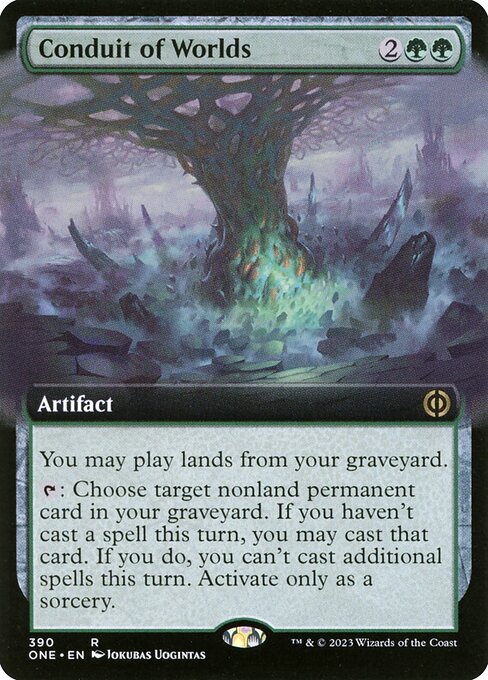 Conduit of Worlds 2
Artifact
You may play lands from your graveyard.
: Choose target nonland permanent
card in your graveyard. If you haven't
cast a spell this turn, you may cast that
card. If you do, you can't cast additional
spells this turn. Activate only as a
sorcery.
390 R
ONE • EN Jokubas Uogintas
™ & © 2023 Wizards of the Coast